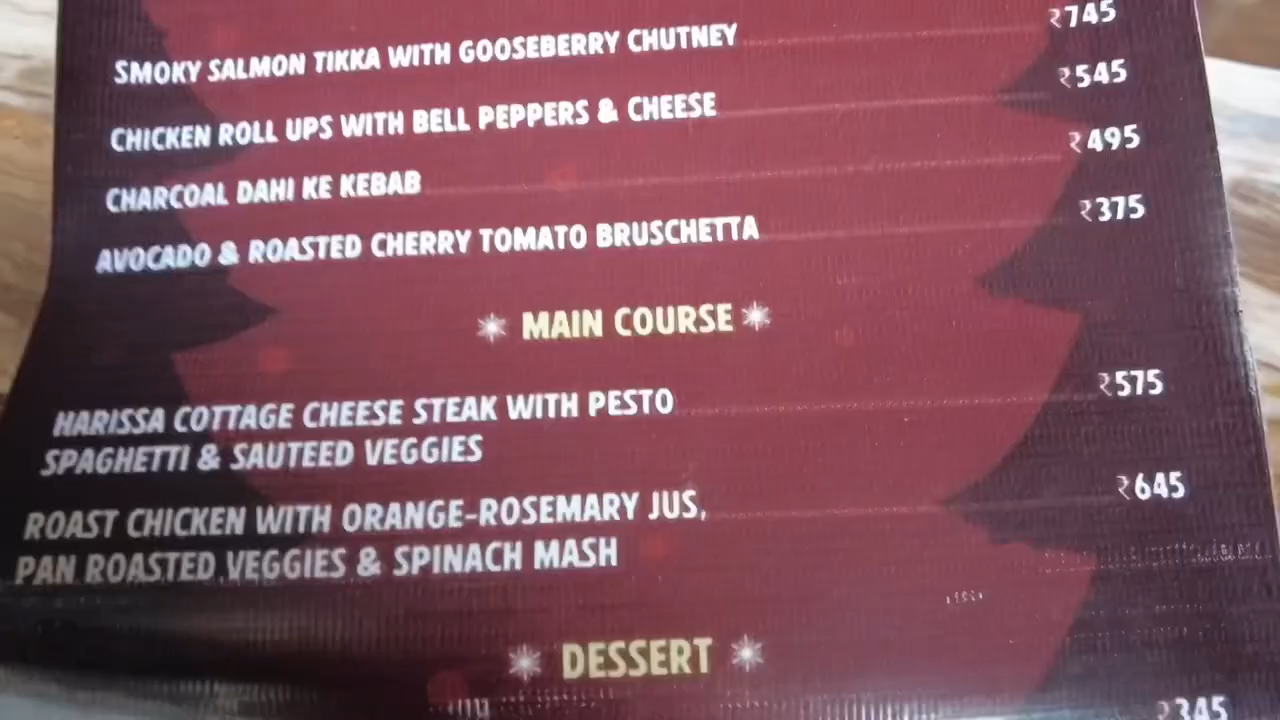 SMOKY SALMON TIKKA WITH GOOSEBERRY CHUTNEY ₹745
CHICKEN ROLL UPS WITH BELL PEPPERS & CHEESE ₹545
CHARCOAL DAHI KE KEBAB ₹495
AVOCADO & ROASTED CHERRY TOMATO BRUSCHETTA ₹375
MAIN COURSE
HARISSA COTTAGE CHEESE STEAK WITH PESTO ₹575
SPAGHETTI & SAUTEED VEGGIES
ROAST CHICKEN WITH ORANGE-ROSEMARY JUS, ₹645
PAN ROASTED VEGGIES & SPINACH MASH
DESSERT
₹345